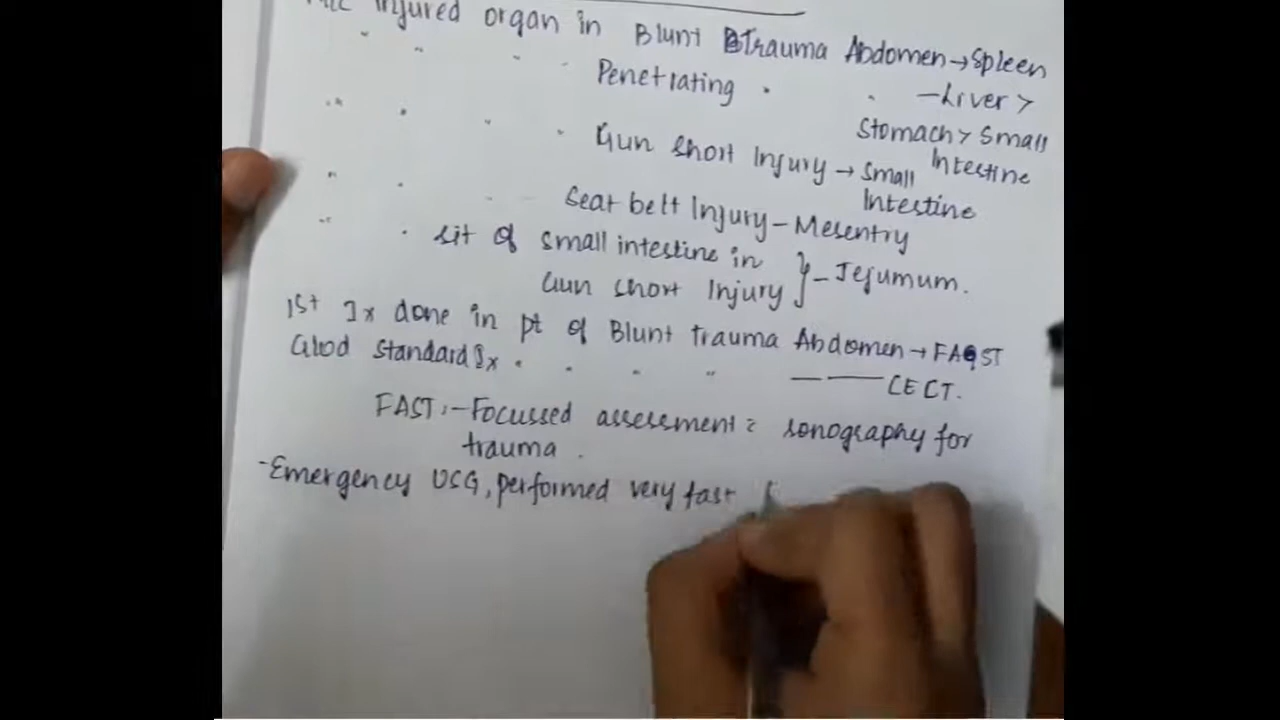 injured organ in Blunt Trauma Abdomen → Spleen
" " " " Penetrating " " — Liver >
Stomach > Small
Intestine
" " " " Gun short Injury → Small
Intestine
" " " " Seat belt Injury – Mesentry
" " sit of small intestine in
Gun short Injury } – Jejumum.
1st Ix done in pt of Blunt trauma Abdomen → FAST
Glod Standard Ix " " " " — — CECT.
FAST :– Focussed assessment = sonography for
trauma .
- Emergency USG, performed very fast